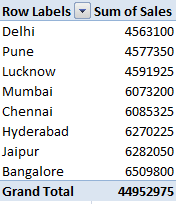 Row Labels Sum of Sales
Delhi 4563100
Pune 4577350
Lucknow 4591925
Mumbai 6073200
Chennai 6085325
Hyderabad 6270225
Jaipur 6282050
Bangalore 6509800
Grand Total 44952975